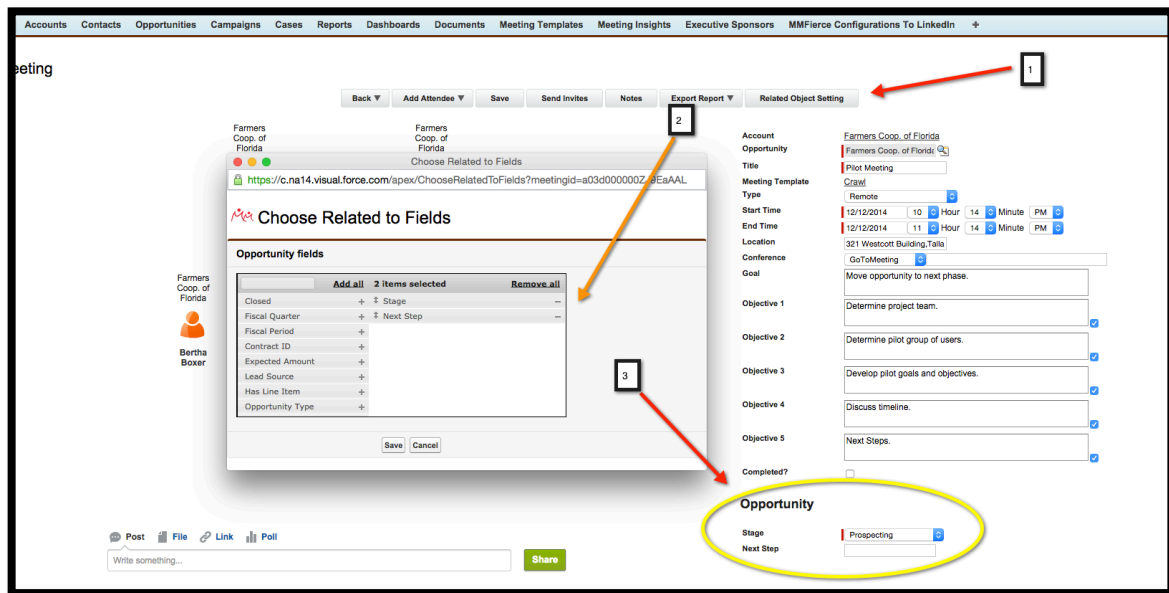 Accounts Contacts Opportunities Campaigns Cases Reports Dashboards Documents Meeting Templates Meeting Insights Executive Sponsors MMFierce Configurations To LinkedIn +
eeting
1
Back ▼ Add Attendee ▼ Save Send Invites Notes Export Report ▼ Related Object Setting
2
Farmers
Coop. of
Florida
Farmers
Coop. of
Florida
Choose Related to Fields
https://c.na14.visual.force.com/apex/ChooseRelatedToFields?meetingid=a03d000000Z
EaAAL
Choose Related to Fields
Opportunity fields
Add all 2 items selected Remove all
Closed + Stage −
Fiscal Quarter + Next Step −
Fiscal Period +
Contract ID +
Expected Amount +
Lead Source +
Has Line Item +
Opportunity Type +
Save Cancel
Farmers
Coop. of
Florida
Bertha
Boxer
3
Account Farmers Coop. of Florida
Opportunity Farmers Coop. of Florida
Title Pilot Meeting
Meeting Template Crawl
Type Remote
Start Time 12/12/2014 10 Hour 14 Minute PM
End Time 12/12/2014 11 Hour 14 Minute PM
Location 321 Westcott Building,Talla
Conference GoToMeeting
Goal Move opportunity to next phase.
Objective 1 Determine project team.
Objective 2 Determine pilot group of users.
Objective 3 Develop pilot goals and objectives.
Objective 4 Discuss timeline.
Objective 5 Next Steps.
Completed?
Opportunity
Stage Prospecting
Next Step
Post File Link Poll
Write something...
Share